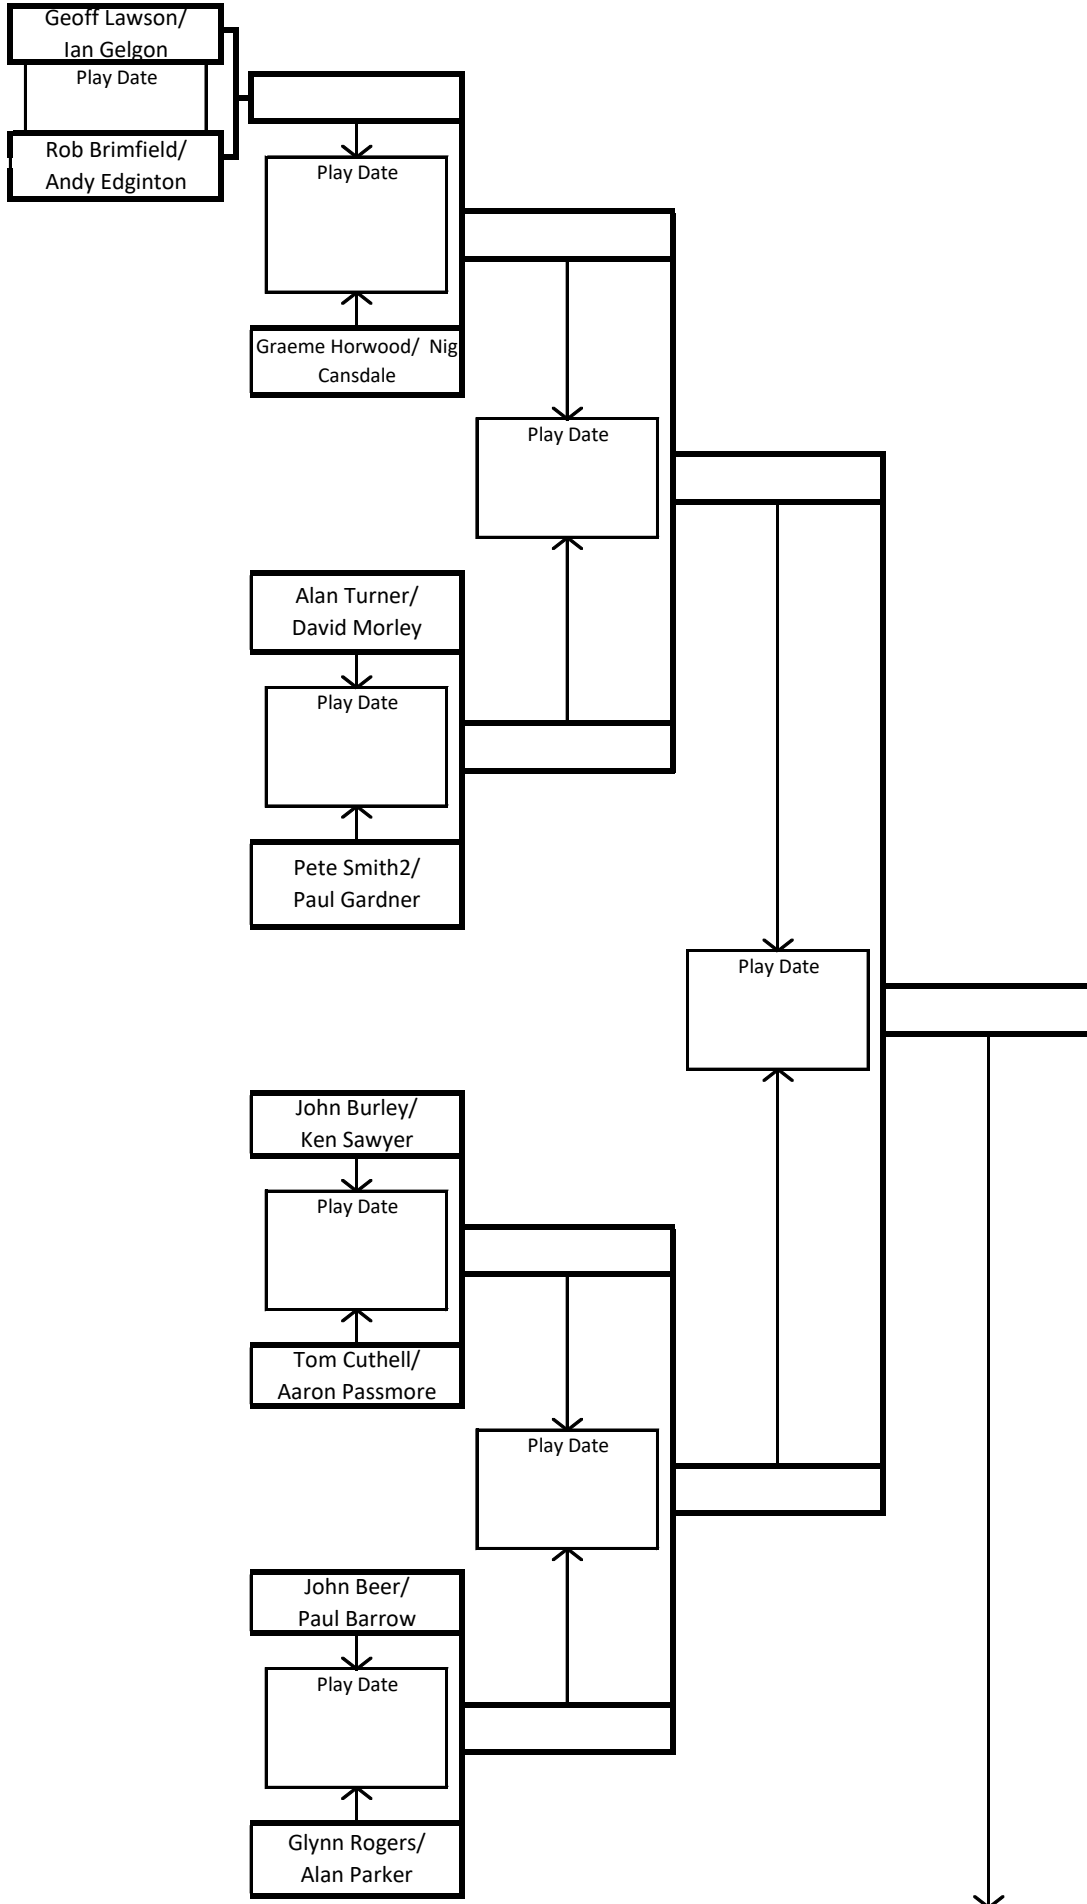 Geoff Lawson/
Ian Gelgon
Play Date
Rob Brimfield/
Andy Edginton
Play Date
Graeme Horwood/ Nig
Cansdale
Play Date
Alan Turner/
David Morley
Play Date
Pete Smith2/
Paul Gardner
Play Date
John Burley/
Ken Sawyer
Play Date
Tom Cuthell/
Aaron Passmore
Play Date
John Beer/
Paul Barrow
Play Date
Glynn Rogers/
Alan Parker